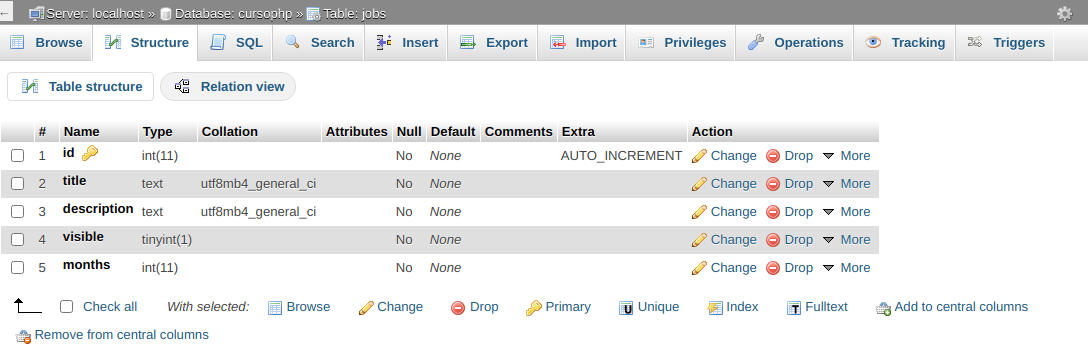 Server: localhost » Database: cursophp » Table: jobs
Browse Structure SQL Search Insert Export Import Privileges Operations Tracking Triggers
Table structure Relation view
# Name Type Collation Attributes Null Default Comments Extra Action
1 id int(11) No None AUTO_INCREMENT Change Drop More
2 title text utf8mb4_general_ci No None Change Drop More
3 description text utf8mb4_general_ci No None Change Drop More
4 visible tinyint(1) No None Change Drop More
5 months int(11) No None Change Drop More
Check all With selected: Browse Change Drop Primary Unique Index Fulltext Add to central columns
Remove from central columns